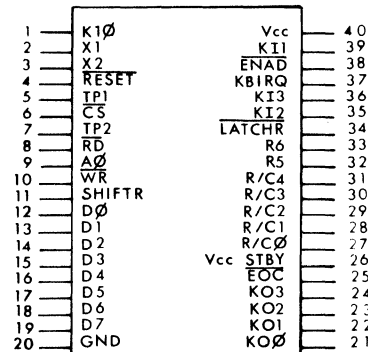 1 K1Ø Vcc 40
2 X1 KI1 39
3 X2 ENAD 38
4 RESET KBIRQ 37
5 TP1 KI3 36
6 CS KI2 35
7 TP2 LATCHR 34
8 RD R6 33
9 AØ R5 32
10 WR R/C4 31
11 SHIFTR R/C3 30
12 DØ R/C2 29
13 D1 R/C1 28
14 D2 R/CØ 27
15 D3 Vcc STBY 26
16 D4 EOC 25
17 D5 KO3 24
18 D6 KO2 23
19 D7 KO1 22
20 GND KOØ 21